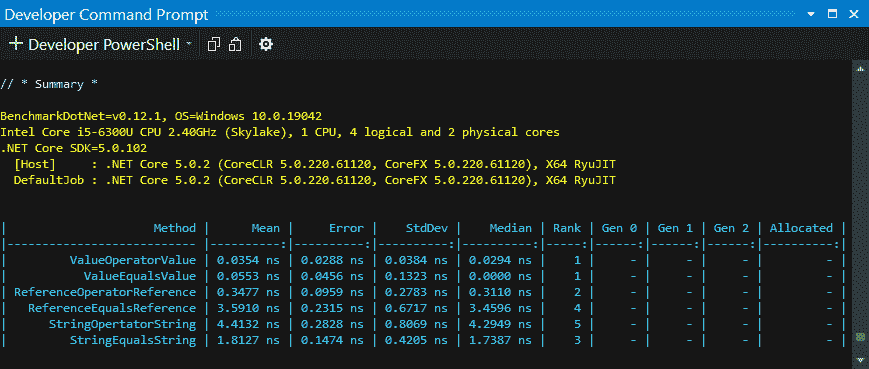 Developer Command Prompt
Developer PowerShell
// * Summary *
BenchmarkDotNet=v0.12.1, OS=Windows 10.0.19042
Intel Core i5-6300U CPU 2.40GHz (Skylake), 1 CPU, 4 logical and 2 physical cores
.NET Core SDK=5.0.102
  [Host]     : .NET Core 5.0.2 (CoreCLR 5.0.220.61120, CoreFX 5.0.220.61120), X64 RyuJIT
  DefaultJob : .NET Core 5.0.2 (CoreCLR 5.0.220.61120, CoreFX 5.0.220.61120), X64 RyuJIT
|                     Method |      Mean |     Error |    StdDev |    Median | Rank | Gen 0 | Gen 1 | Gen 2 | Allocated |
|--------------------------- |----------:|----------:|----------:|----------:|-----:|------:|------:|------:|----------:|
|         ValueOperatorValue | 0.0354 ns | 0.0288 ns | 0.0384 ns | 0.0294 ns |    1 |     - |     - |     - |         - |
|           ValueEqualsValue | 0.0553 ns | 0.0456 ns | 0.1323 ns | 0.0000 ns |    1 |     - |     - |     - |         - |
| ReferenceOperatorReference | 0.3477 ns | 0.0959 ns | 0.2783 ns | 0.3110 ns |    2 |     - |     - |     - |         - |
|   ReferenceEqualsReference | 3.5910 ns | 0.2315 ns | 0.6717 ns | 3.4596 ns |    4 |     - |     - |     - |         - |
|      StringOpertatorString | 4.4132 ns | 0.2828 ns | 0.8069 ns | 4.2949 ns |    5 |     - |     - |     - |         - |
|         StringEqualsString | 1.8127 ns | 0.1474 ns | 0.4205 ns | 1.7387 ns |    3 |     - |     - |     - |         - |